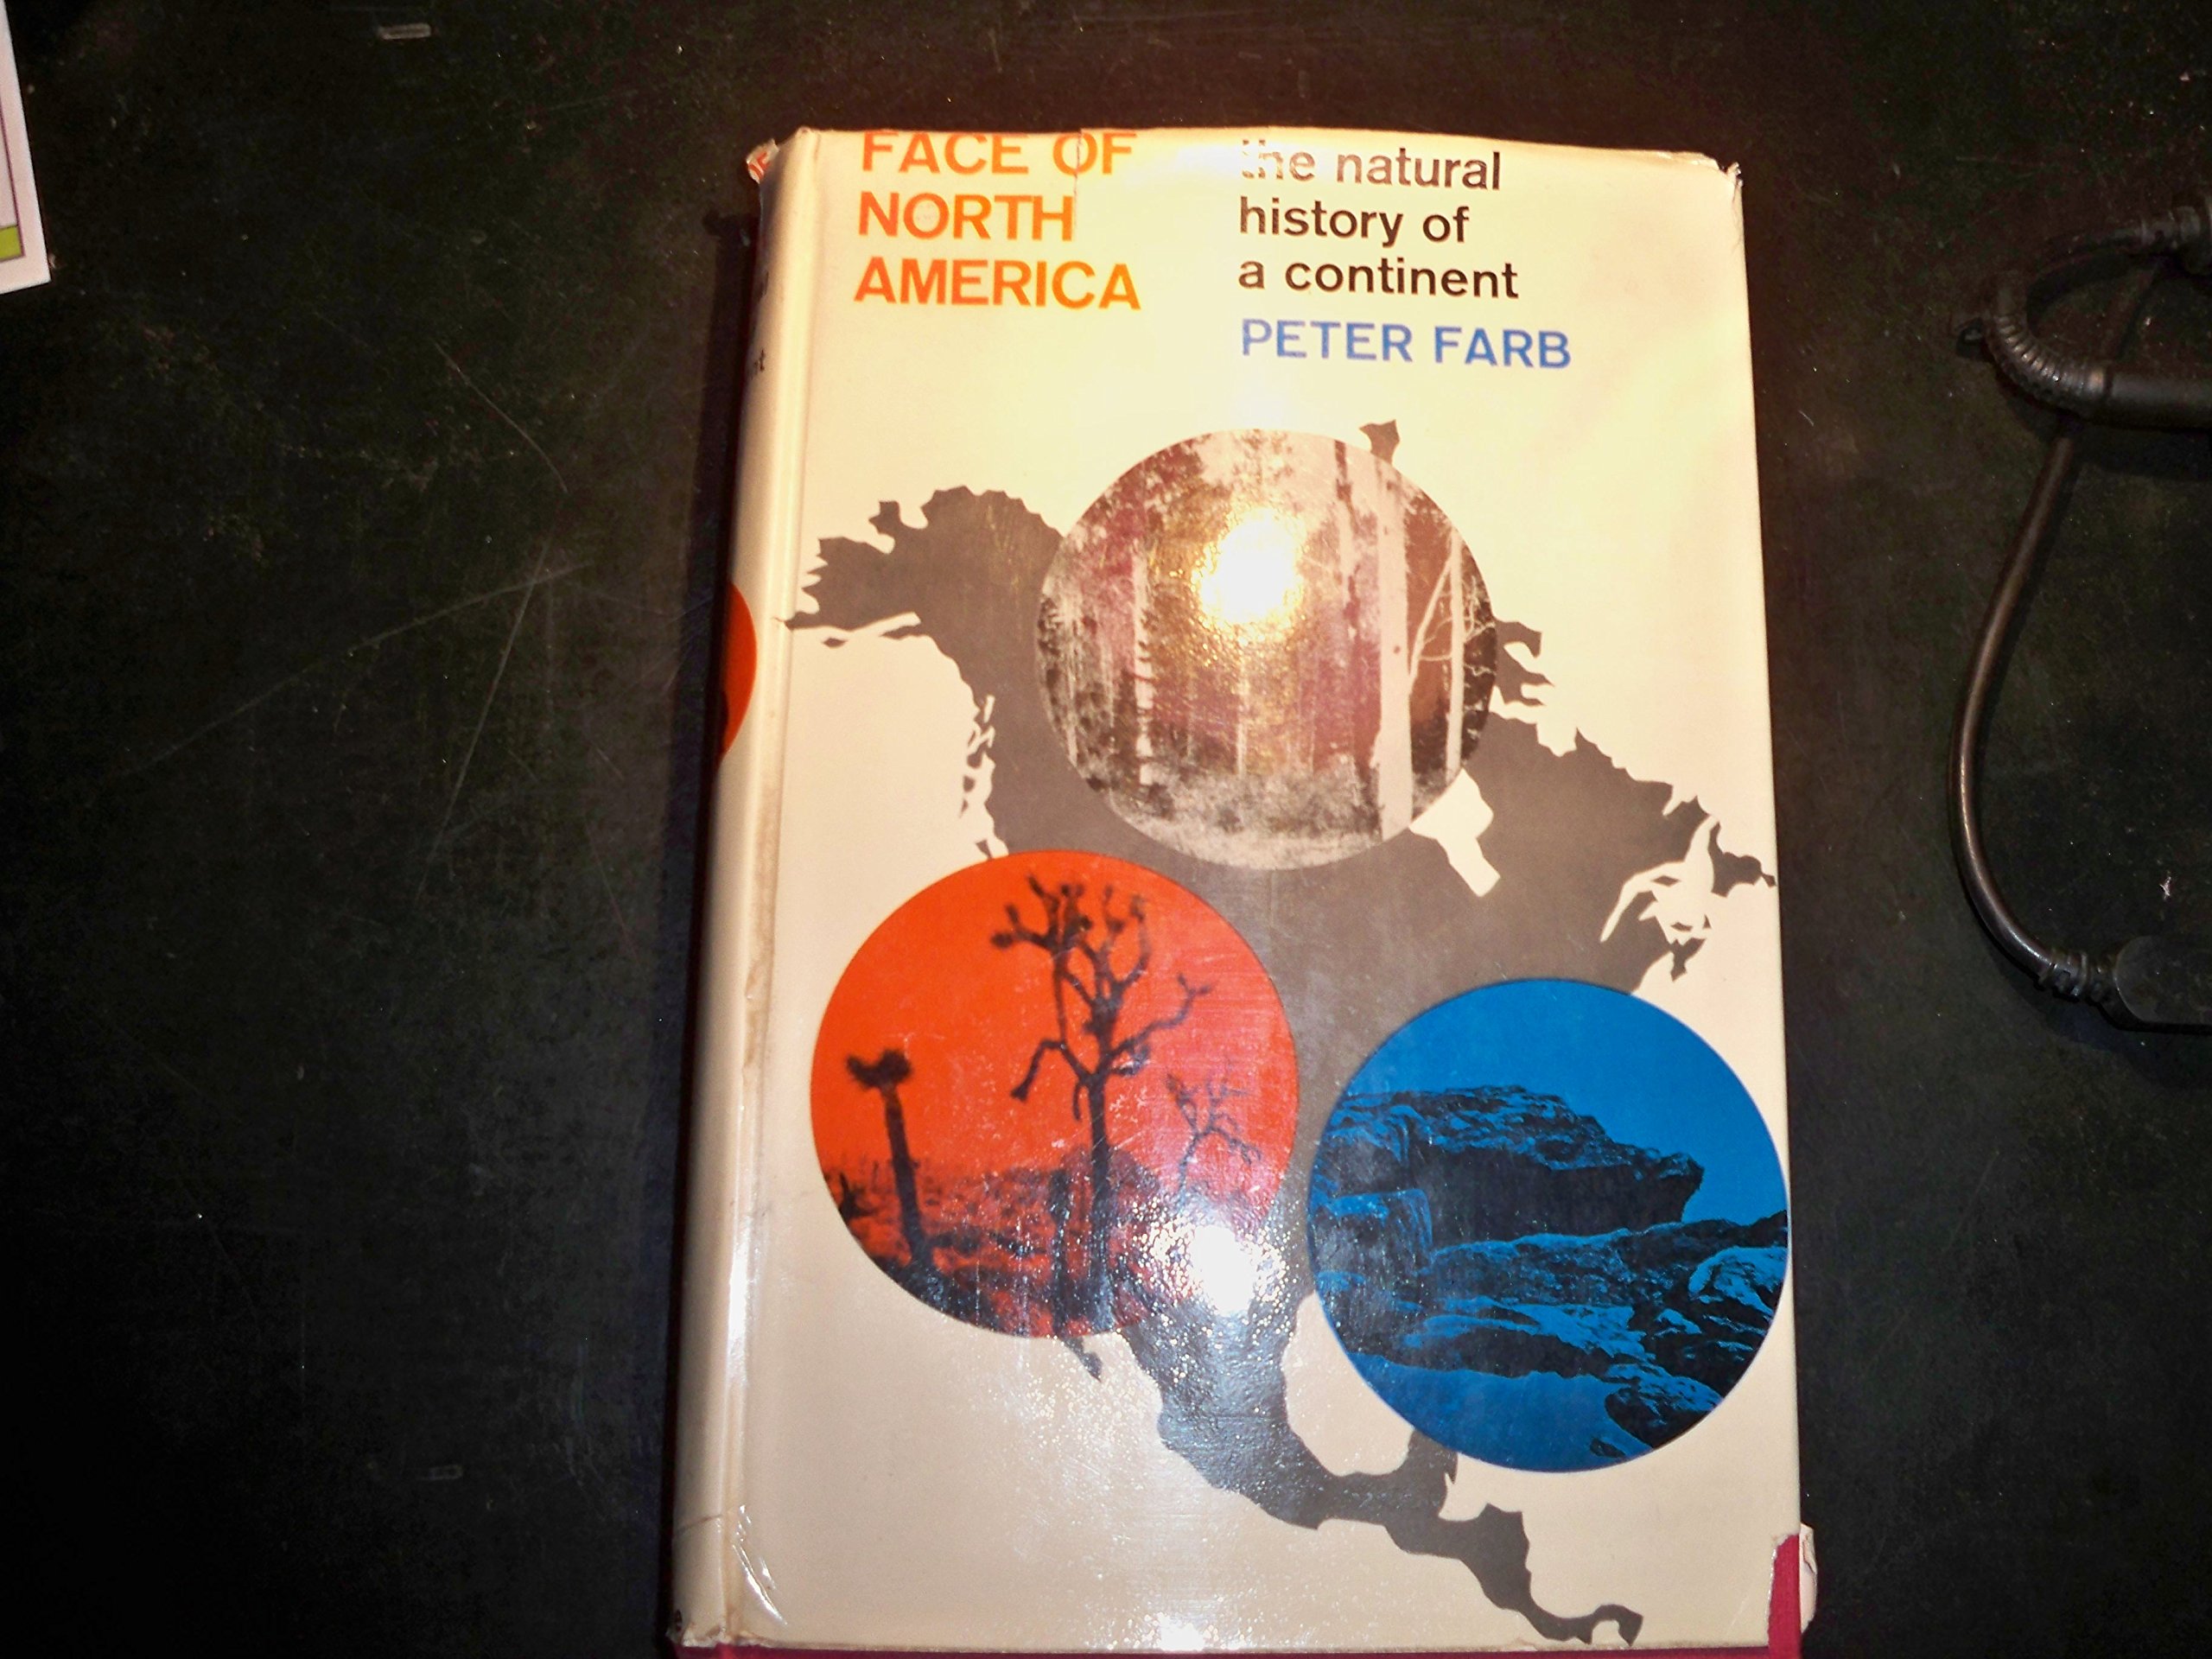 FACE OF
NORTH
AMERICA
the natural
history of
a continent
PETER FARB